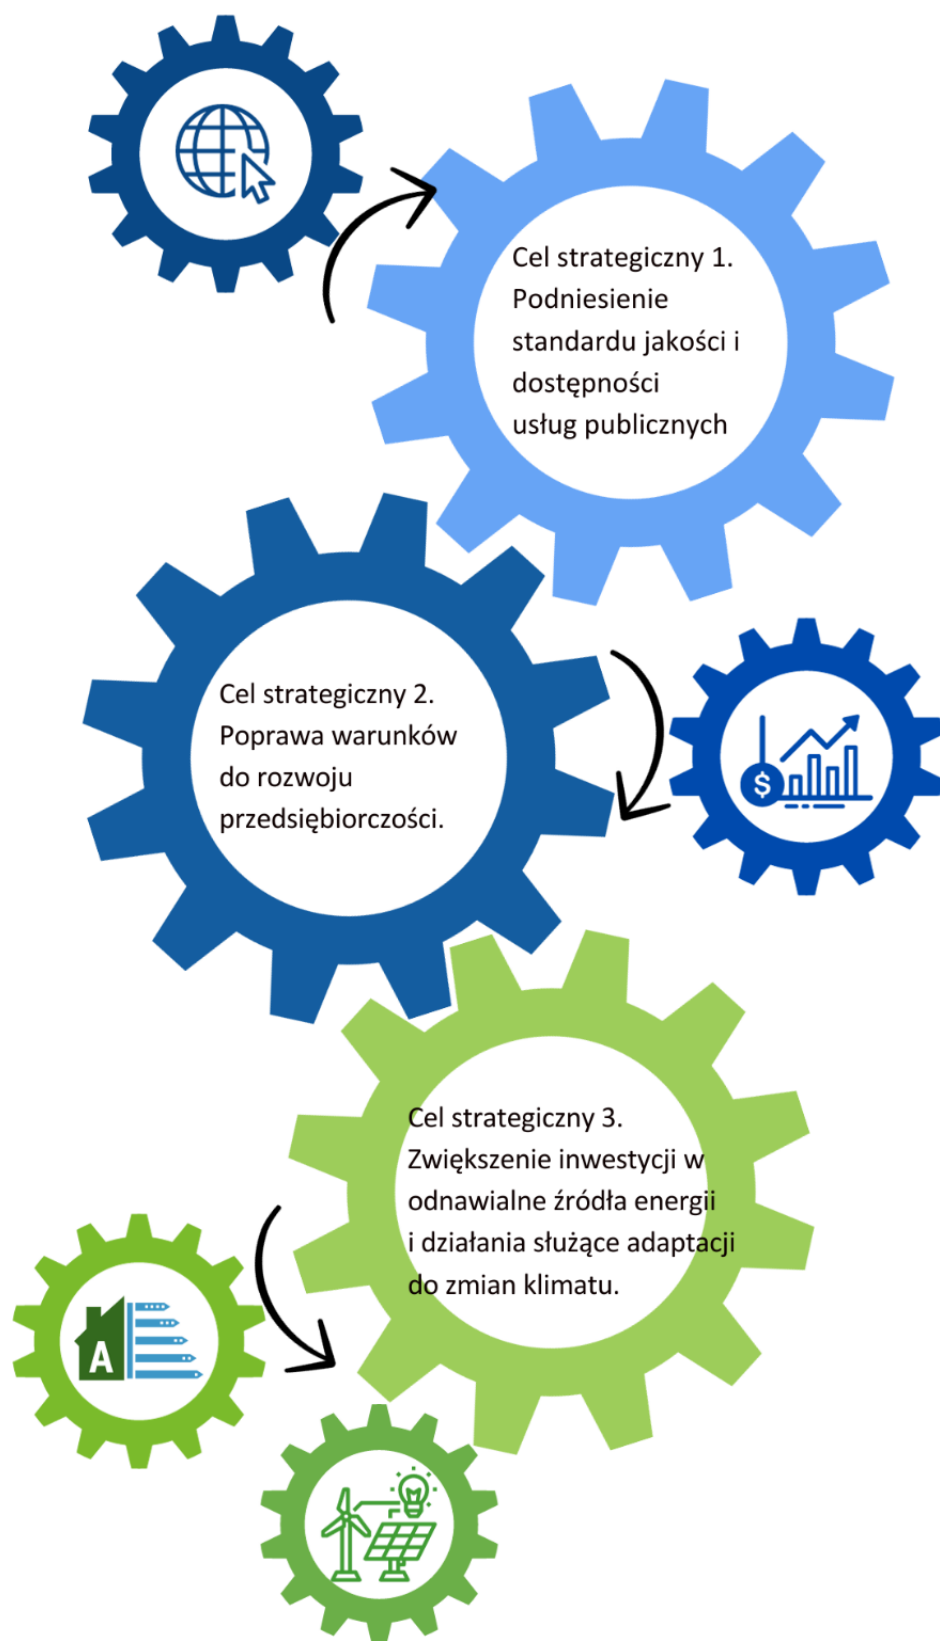 Cel strategiczny 1.
Podniesienie
standardu jakości i
dostępności
usług publicznych
Cel strategiczny 2.
Poprawa warunków
do rozwoju
przedsiębiorczości.
$
Cel strategiczny 3.
Zwiększenie inwestycji w
odnawialne źródła energii
i działania służące adaptacji
do zmian klimatu.
A